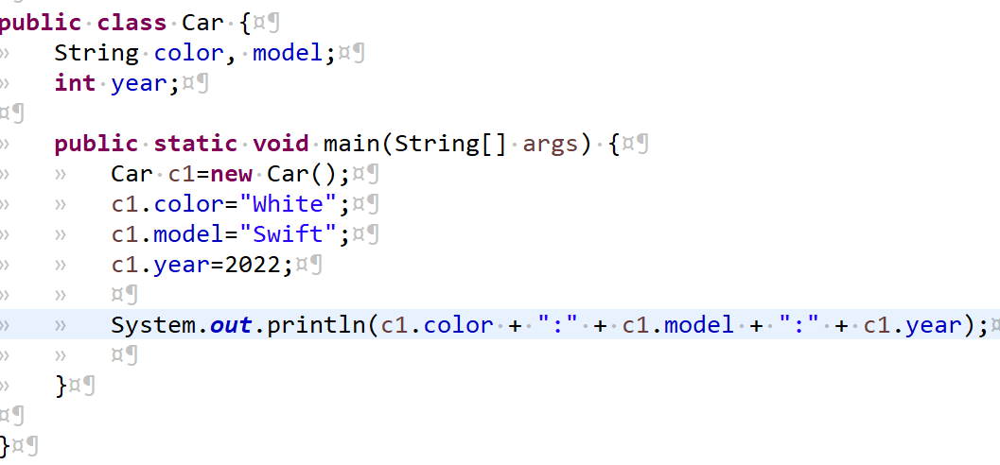 public class Car {¤¶
»   String color, model;¤¶
»   int year;¤¶
¤¶
»   public static void main(String[] args) {¤¶
»   »   Car c1=new Car();¤¶
»   »   c1.color="White";¤¶
»   »   c1.model="Swift";¤¶
»   »   c1.year=2022;¤¶
»   »   ¤¶
»   »   System.out.println(c1.color + ":" + c1.model + ":" + c1.year);¤
»   »   ¤¶
»   }¤¶
¤¶
}¤¶